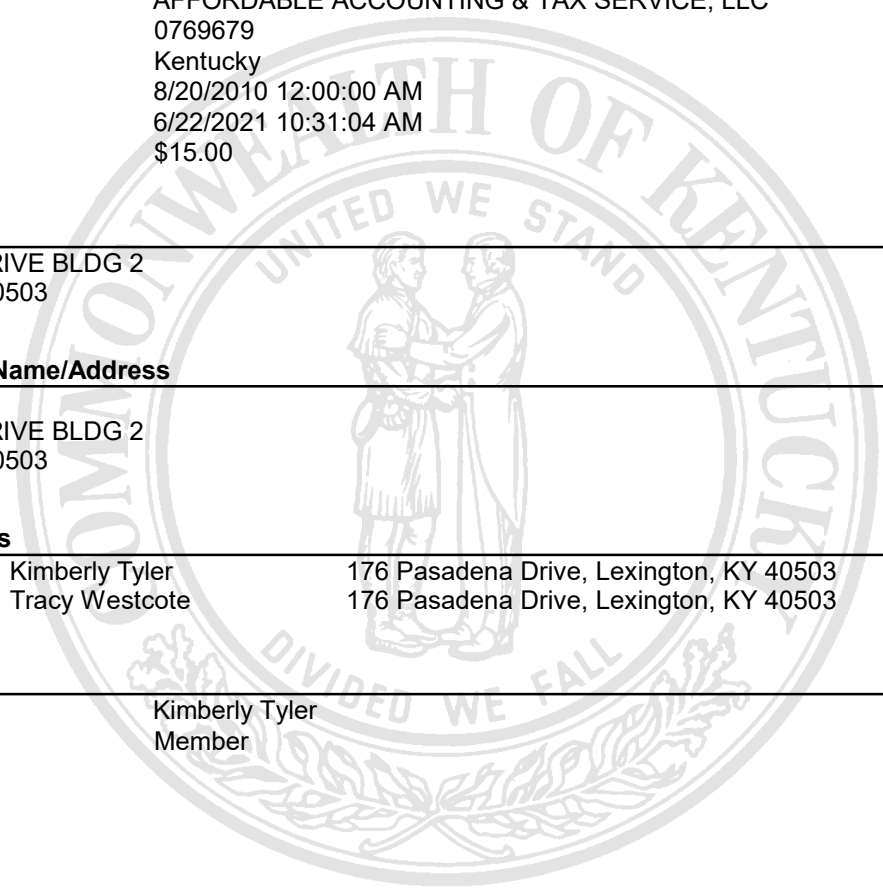 AFFORDABLE ACCOUNTING & TAX SERVICE, LLC
0769679
Kentucky
8/20/2010 12:00:00 AM
6/22/2021 10:31:04 AM
$15.00
RIVE BLDG 2
0503
Name/Address
RIVE BLDG 2
0503
s
Kimberly Tyler 176 Pasadena Drive, Lexington, KY 40503
Tracy Westcote 176 Pasadena Drive, Lexington, KY 40503
Kimberly Tyler
Member
COMMONWEALTH OF KENTUCKY
UNITED WE STAND
DIVIDED WE FALL